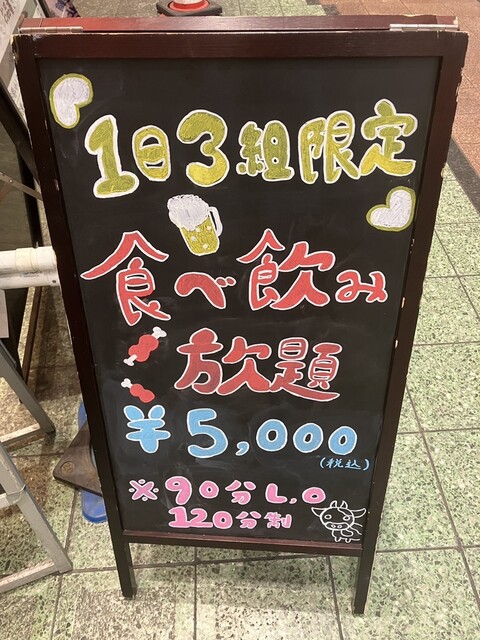 1日3組限定
食べ飲み
放題
¥5,000
(税込)
※90分L.O
120分制